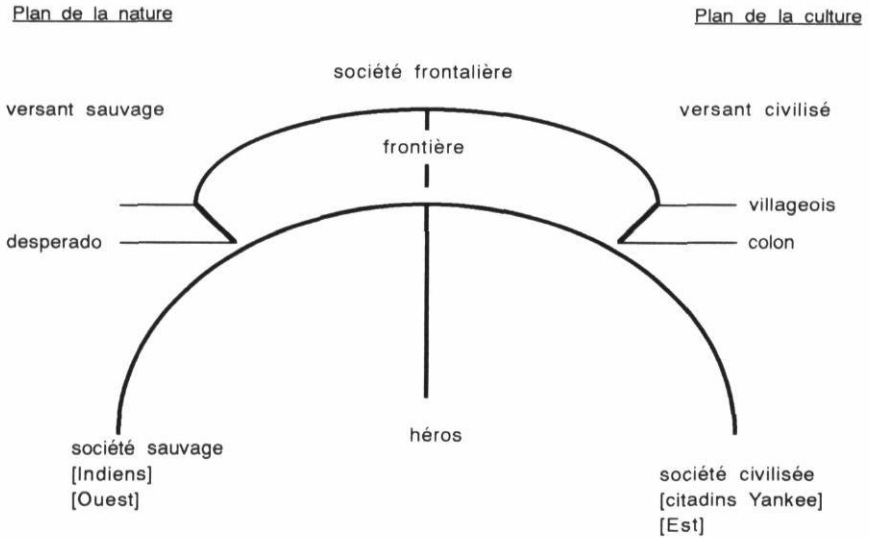 Plan de la nature
Plan de la culture
société frontalière
versant sauvage
versant civilisé
frontière
villageois
desperado
colon
héros
société sauvage
[Indiens]
[Ouest]
société civilisée
[citadins Yankee]
[Est]